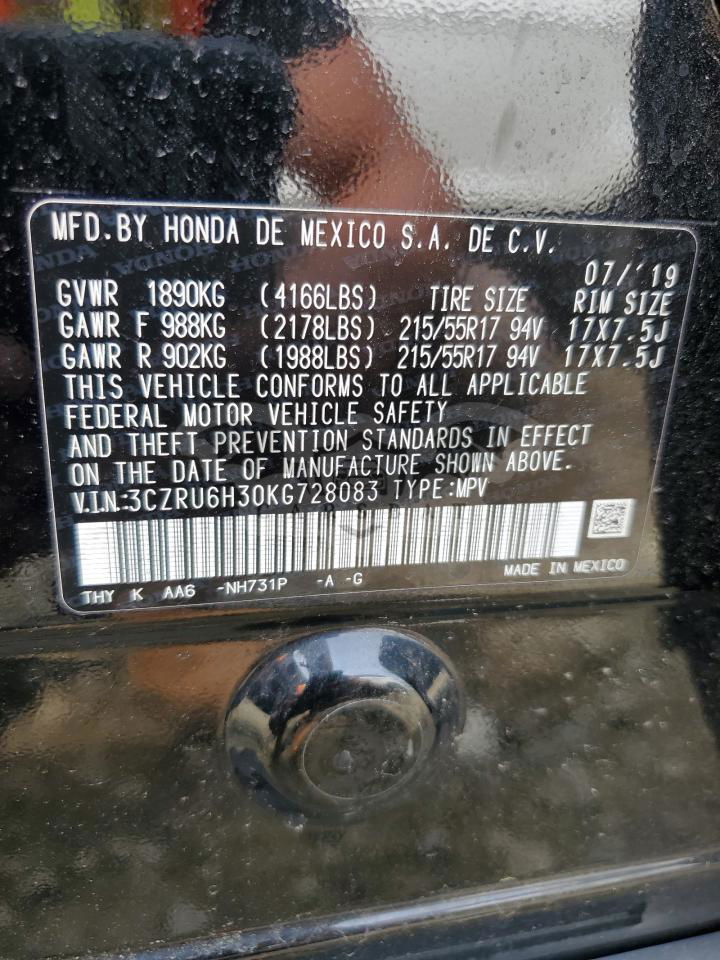 MFD.BY HONDA DE MEXICO S.A. DE C.V.
07/'19
GVWR 1890KG (4166LBS) TIRE SIZE RIM SIZE
GAWR F 988KG (2178LBS) 215/55R17 94V 17X7.5J
GAWR R 902KG (1988LBS) 215/55R17 94V 17X7.5J
THIS VEHICLE CONFORMS TO ALL APPLICABLE
FEDERAL MOTOR VEHICLE SAFETY
AND THEFT PREVENTION STANDARDS IN EFFECT
ON THE DATE OF MANUFACTURE SHOWN ABOVE.
V.I.N.:3CZRU6H30KG728083 TYPE:MPV
MADE IN MEXICO
THY K AA6 -NH731P -A -G